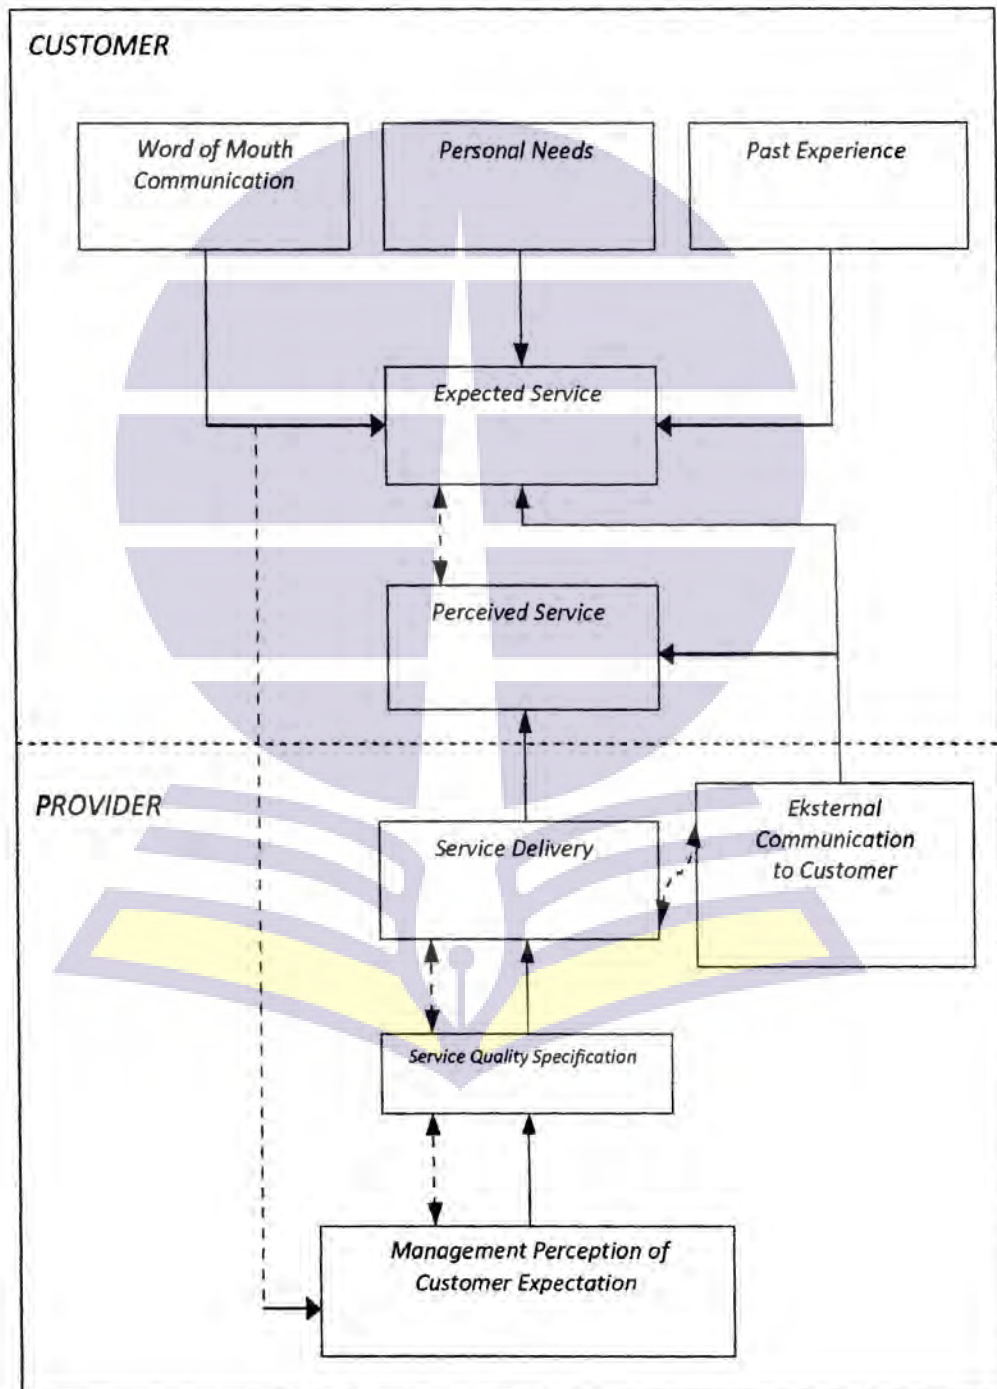 CUSTOMER
Word of Mouth
Communication
Personal Needs
Past Experience
Expected Service
Perceived Service
PROVIDER
Eksternal
Communication
to Customer
Service Delivery
Service Quality Specification
Management Perception of
Customer Expectation